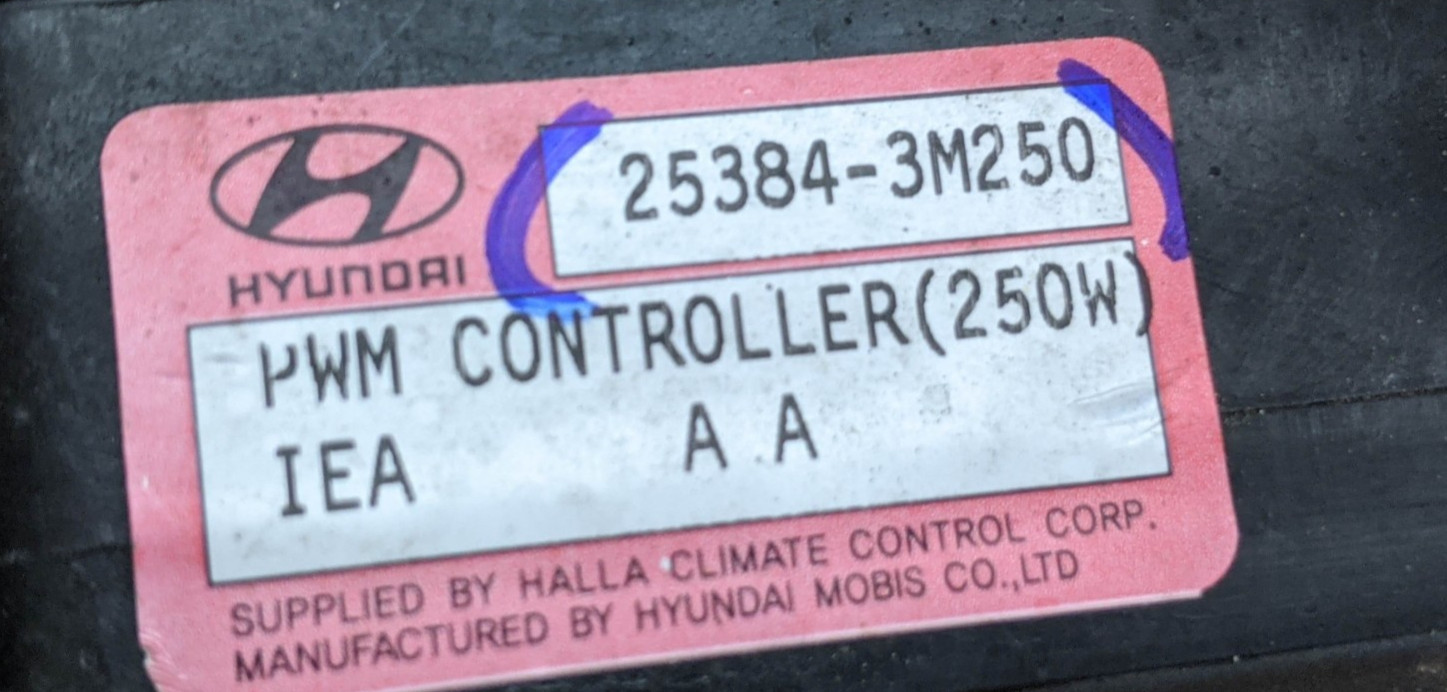 25384-3M250
HYUNDAI
PWM CONTROLLER(250W)
IEA A A
SUPPLIED BY HALLA CLIMATE CONTROL CORP.
MANUFACTURED BY HYUNDAI MOBIS CO.,LTD